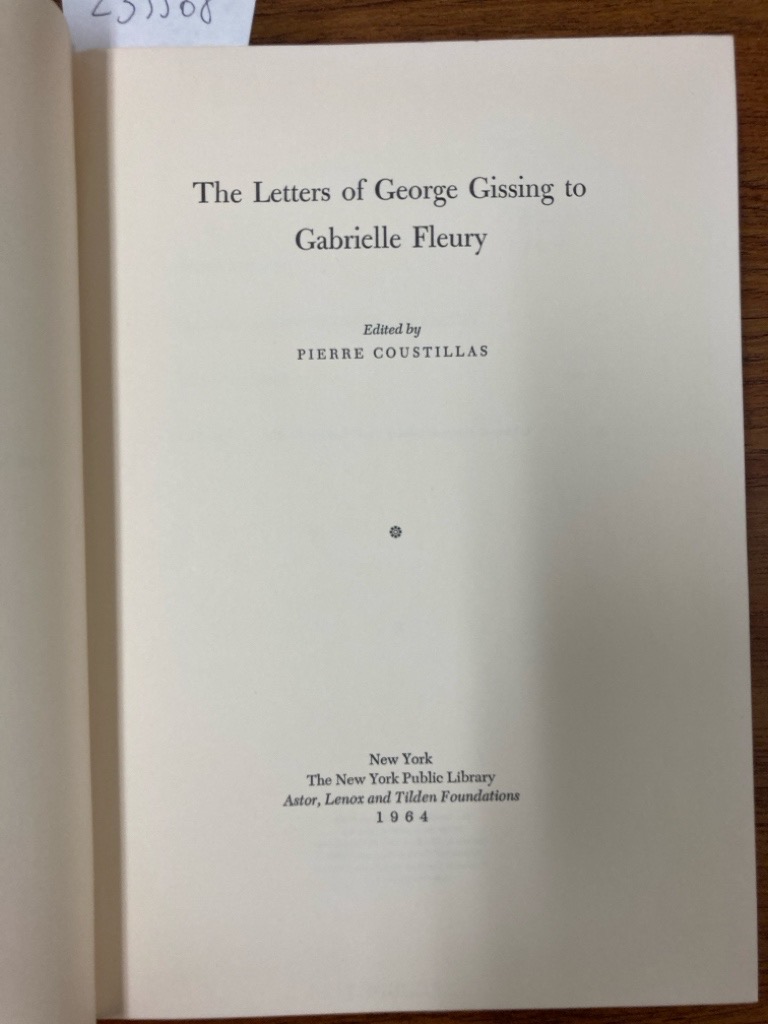 The Letters of George Gissing to
Gabrielle Fleury
Edited by
PIERRE COUSTILLAS
New York
The New York Public Library
Astor, Lenox and Tilden Foundations
1964